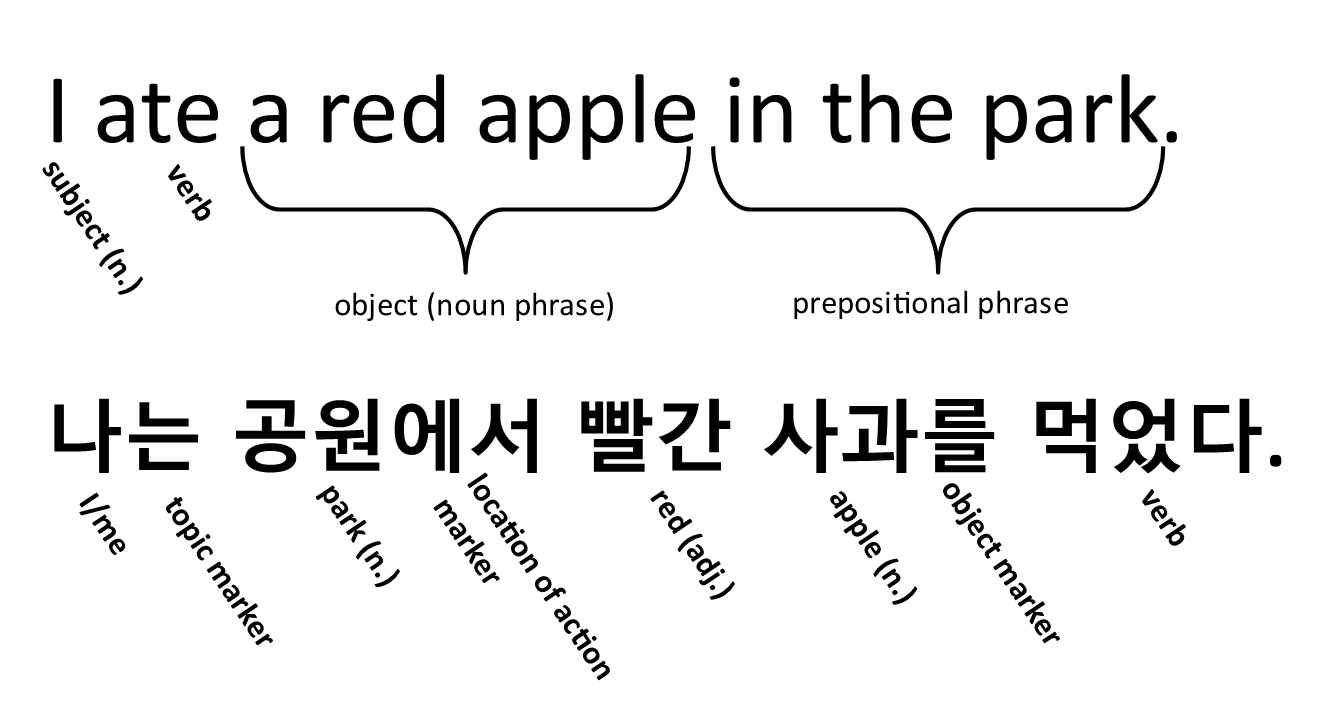 I ate a red apple in the park.
subject (n.)
verb
object (noun phrase)
prepositional phrase
나는 공원에서 빨간 사과를 먹었다.
I/me
topic marker
park (n.)
location of action
marker
red (adj.)
apple (n.)
object marker
verb